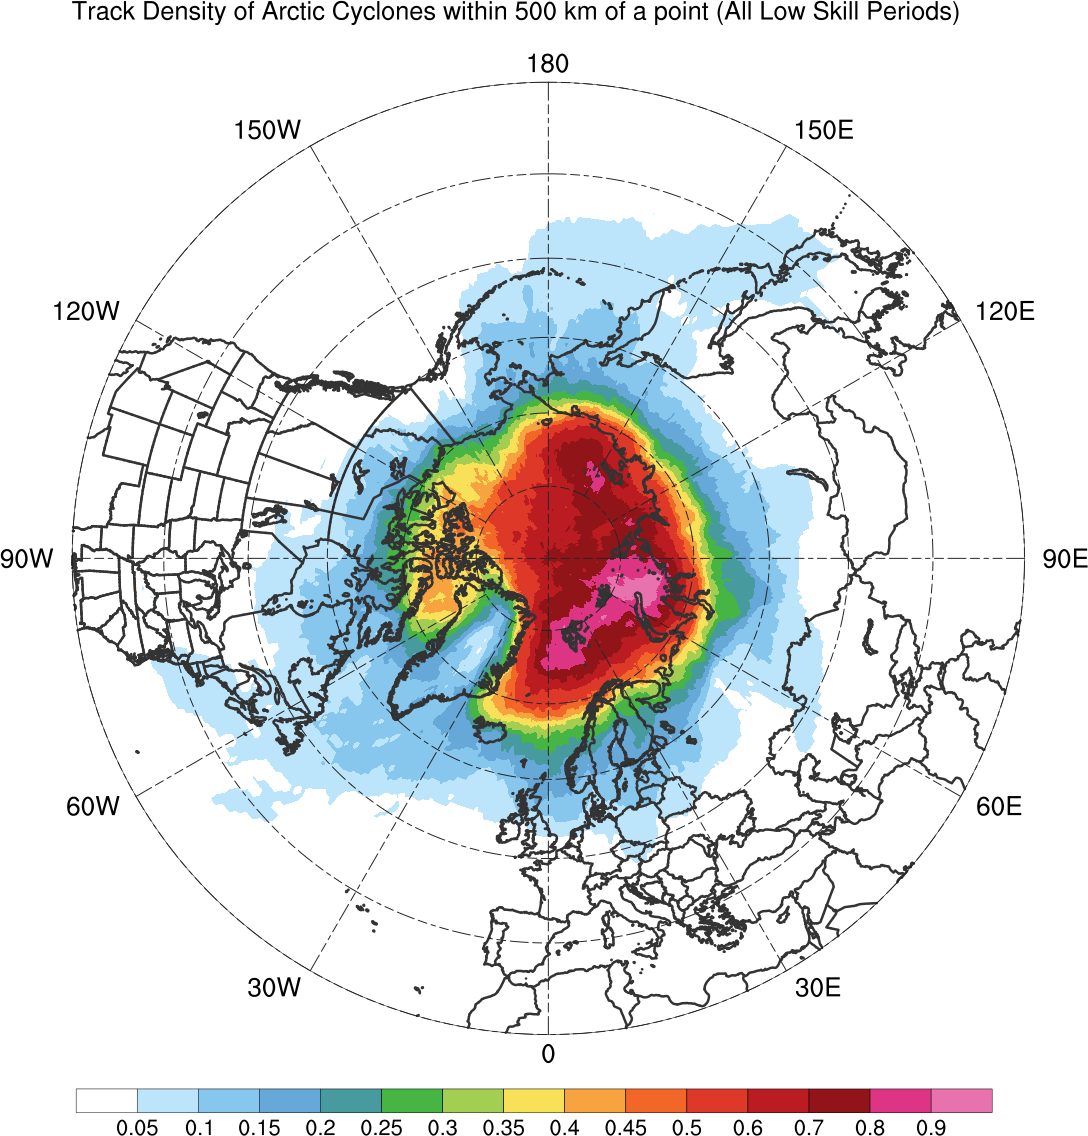 Track Density of Arctic Cyclones within 500 km of a point (All Low Skill Periods)
180
150W 150E
120W 120E
90W 90E
60W 60E
30W 30E
0
0.05 0.1 0.15 0.2 0.25 0.3 0.35 0.4 0.45 0.5 0.6 0.7 0.8 0.9